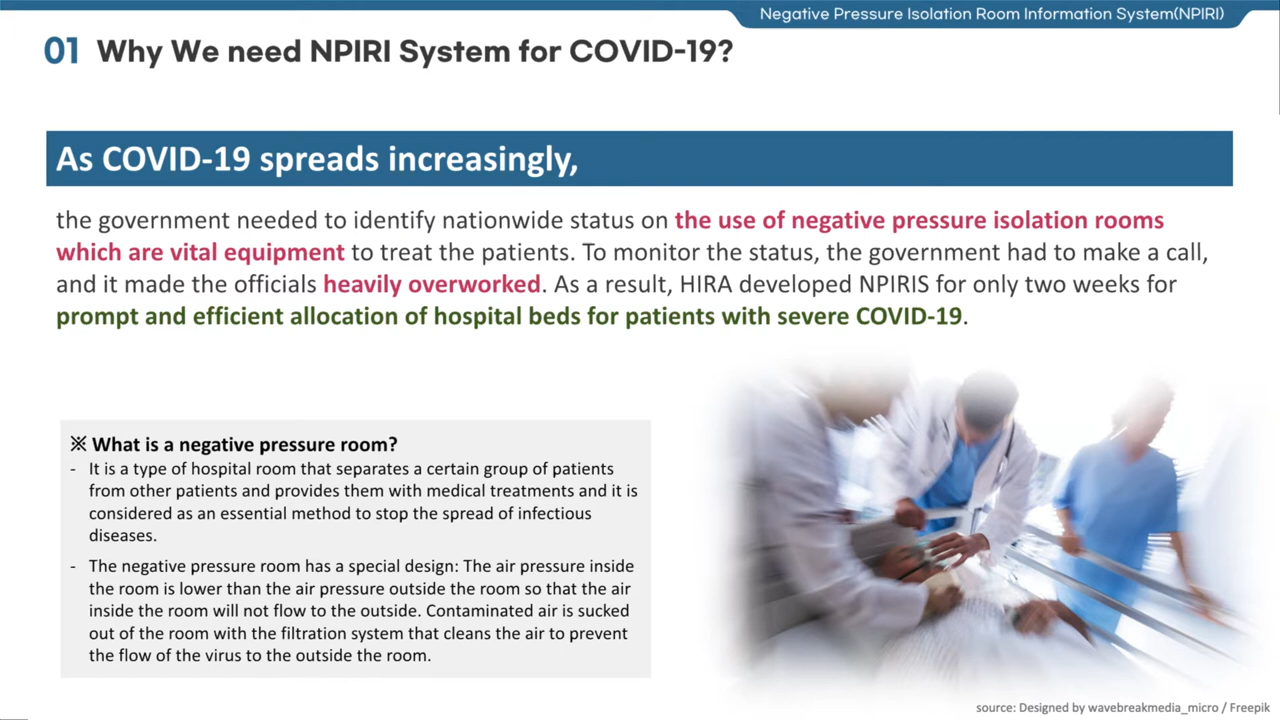 Negative Pressure Isolation Room Information System(NPIRI)
01 Why We need NPIRI System for COVID-19?
As COVID-19 spreads increasingly,
the government needed to identify nationwide status on the use of negative pressure isolation rooms
which are vital equipment to treat the patients. To monitor the status, the government had to make a call,
and it made the officials heavily overworked. As a result, HIRA developed NPIRIS for only two weeks for
prompt and efficient allocation of hospital beds for patients with severe COVID-19.
※ What is a negative pressure room?
- It is a type of hospital room that separates a certain group of patients
from other patients and provides them with medical treatments and it is
considered as an essential method to stop the spread of infectious
diseases.
- The negative pressure room has a special design: The air pressure inside
the room is lower than the air pressure outside the room so that the air
inside the room will not flow to the outside. Contaminated air is sucked
out of the room with the filtration system that cleans the air to prevent
the flow of the virus to the outside the room.
source: Designed by wavebreakmedia_micro / Freepik